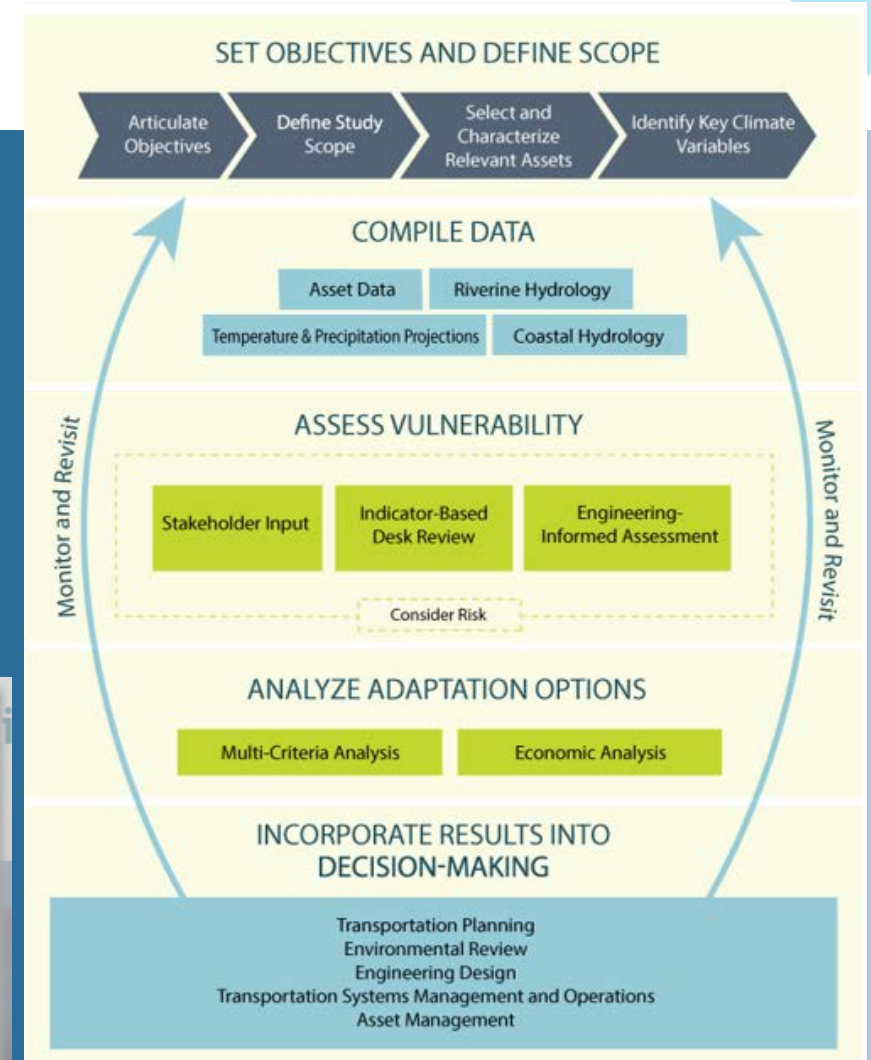 SET OBJECTIVES AND DEFINE SCOPE
Articulate
Objectives
Define Study
Scope
Select and
Characterize
Relevant Assets
Identify Key Climate
Variables
COMPILE DATA
Asset Data
Riverine Hydrology
Temperature & Precipitation Projections
Coastal Hydrology
Monitor and Revisit
Monitor and Revisit
ASSESS VULNERABILITY
Stakeholder Input
Indicator-Based
Desk Review
Engineering-
Informed Assessment
Consider Risk
ANALYZE ADAPTATION OPTIONS
Multi-Criteria Analysis
Economic Analysis
INCORPORATE RESULTS INTO
DECISION-MAKING
Transportation Planning
Environmental Review
Engineering Design
Transportation Systems Management and Operations
Asset Management